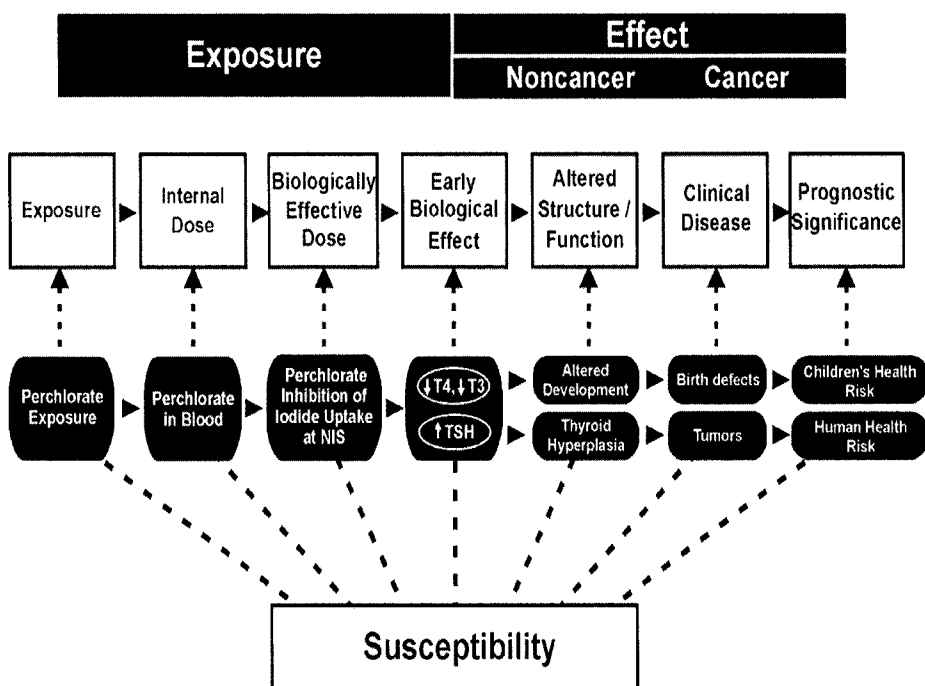 Exposure
Effect
Noncancer Cancer
Exposure
Internal
Dose
Biologically
Effective
Dose
Early
Biological
Effect
Altered
Structure /
Function
Clinical
Disease
Prognostic
Significance
Perchlorate
Exposure
Perchlorate
in Blood
Perchlorate
Inhibition of
Iodide Uptake
at NIS
↓T4, ↓T3
↑TSH
Altered
Development
Thyroid
Hyperplasia
Birth defects
Tumors
Children's Health
Risk
Human Health
Risk
Susceptibility